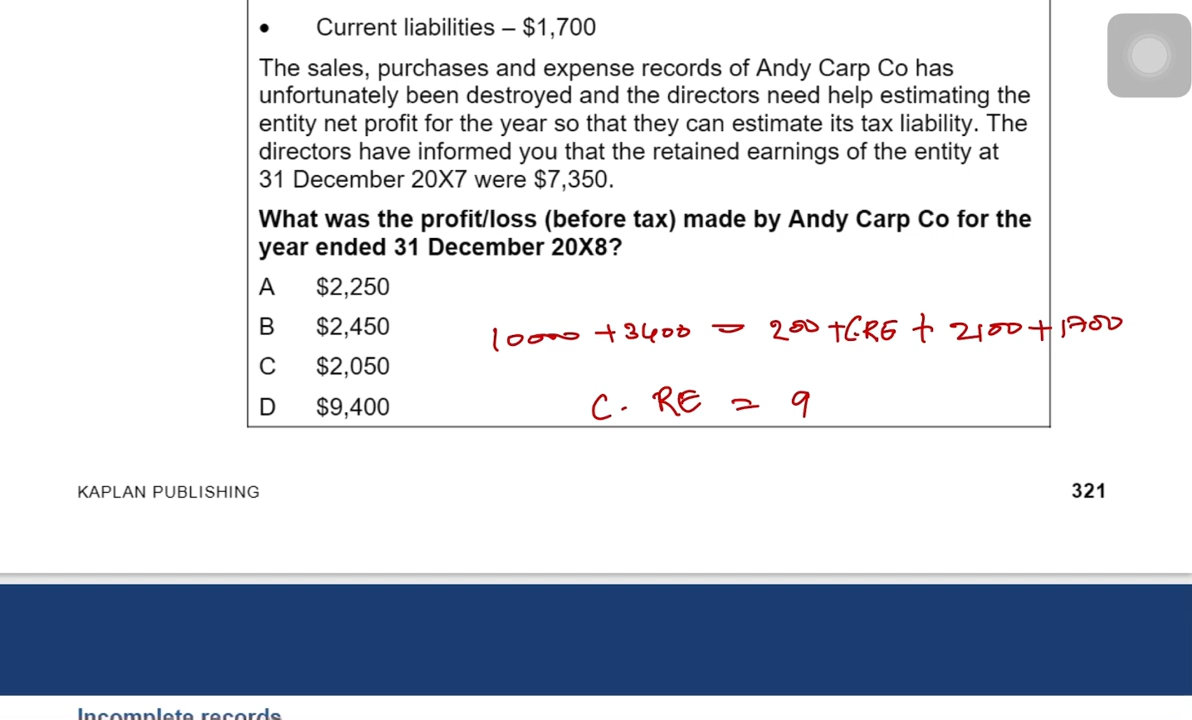 • Current liabilities – $1,700
The sales, purchases and expense records of Andy Carp Co has
unfortunately been destroyed and the directors need help estimating the
entity net profit for the year so that they can estimate its tax liability. The
directors have informed you that the retained earnings of the entity at
31 December 20X7 were $7,350.
What was the profit/loss (before tax) made by Andy Carp Co for the
year ended 31 December 20X8?
A $2,250
B $2,450
C $2,050
D $9,400
10000 + 3400 = 200 + C.RE + 2100 + 1700
C. RE = 9
KAPLAN PUBLISHING
321
Incomplete records